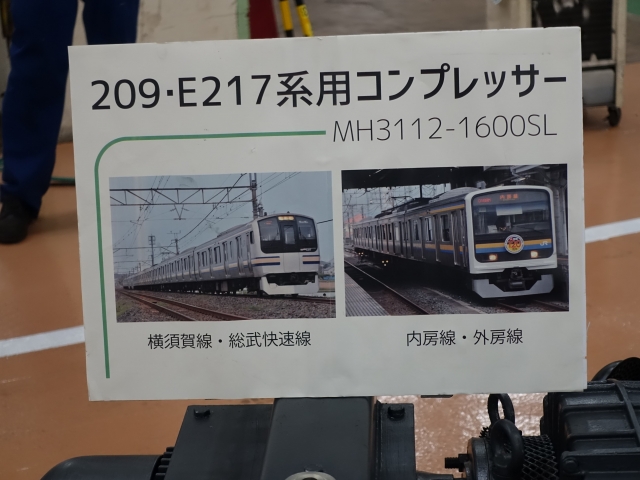 209·E217系用コンプレッサー
MH3112-1600SL
横須賀線・総武快速線
内房線・外房線